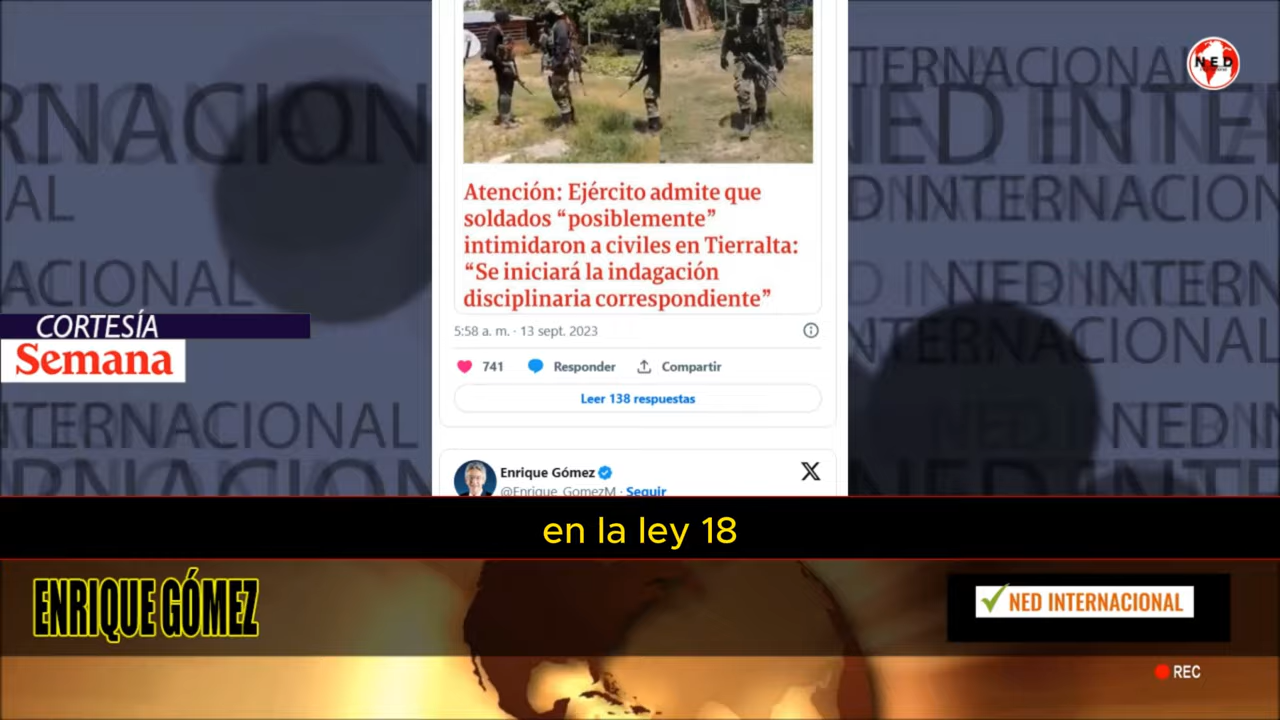 NED
Atención: Ejército admite que
soldados “posiblemente”
intimidaron a civiles en Tierralta:
“Se iniciará la indagación
disciplinaria correspondiente”
5:58 a. m. · 13 sept. 2023
741 Responder Compartir
Leer 138 respuestas
Enrique Gómez
@Enrique_GomezM · Seguir
CORTESÍA
Semana
en la ley 18
ENRIQUE GÓMEZ
NED INTERNACIONAL
REC